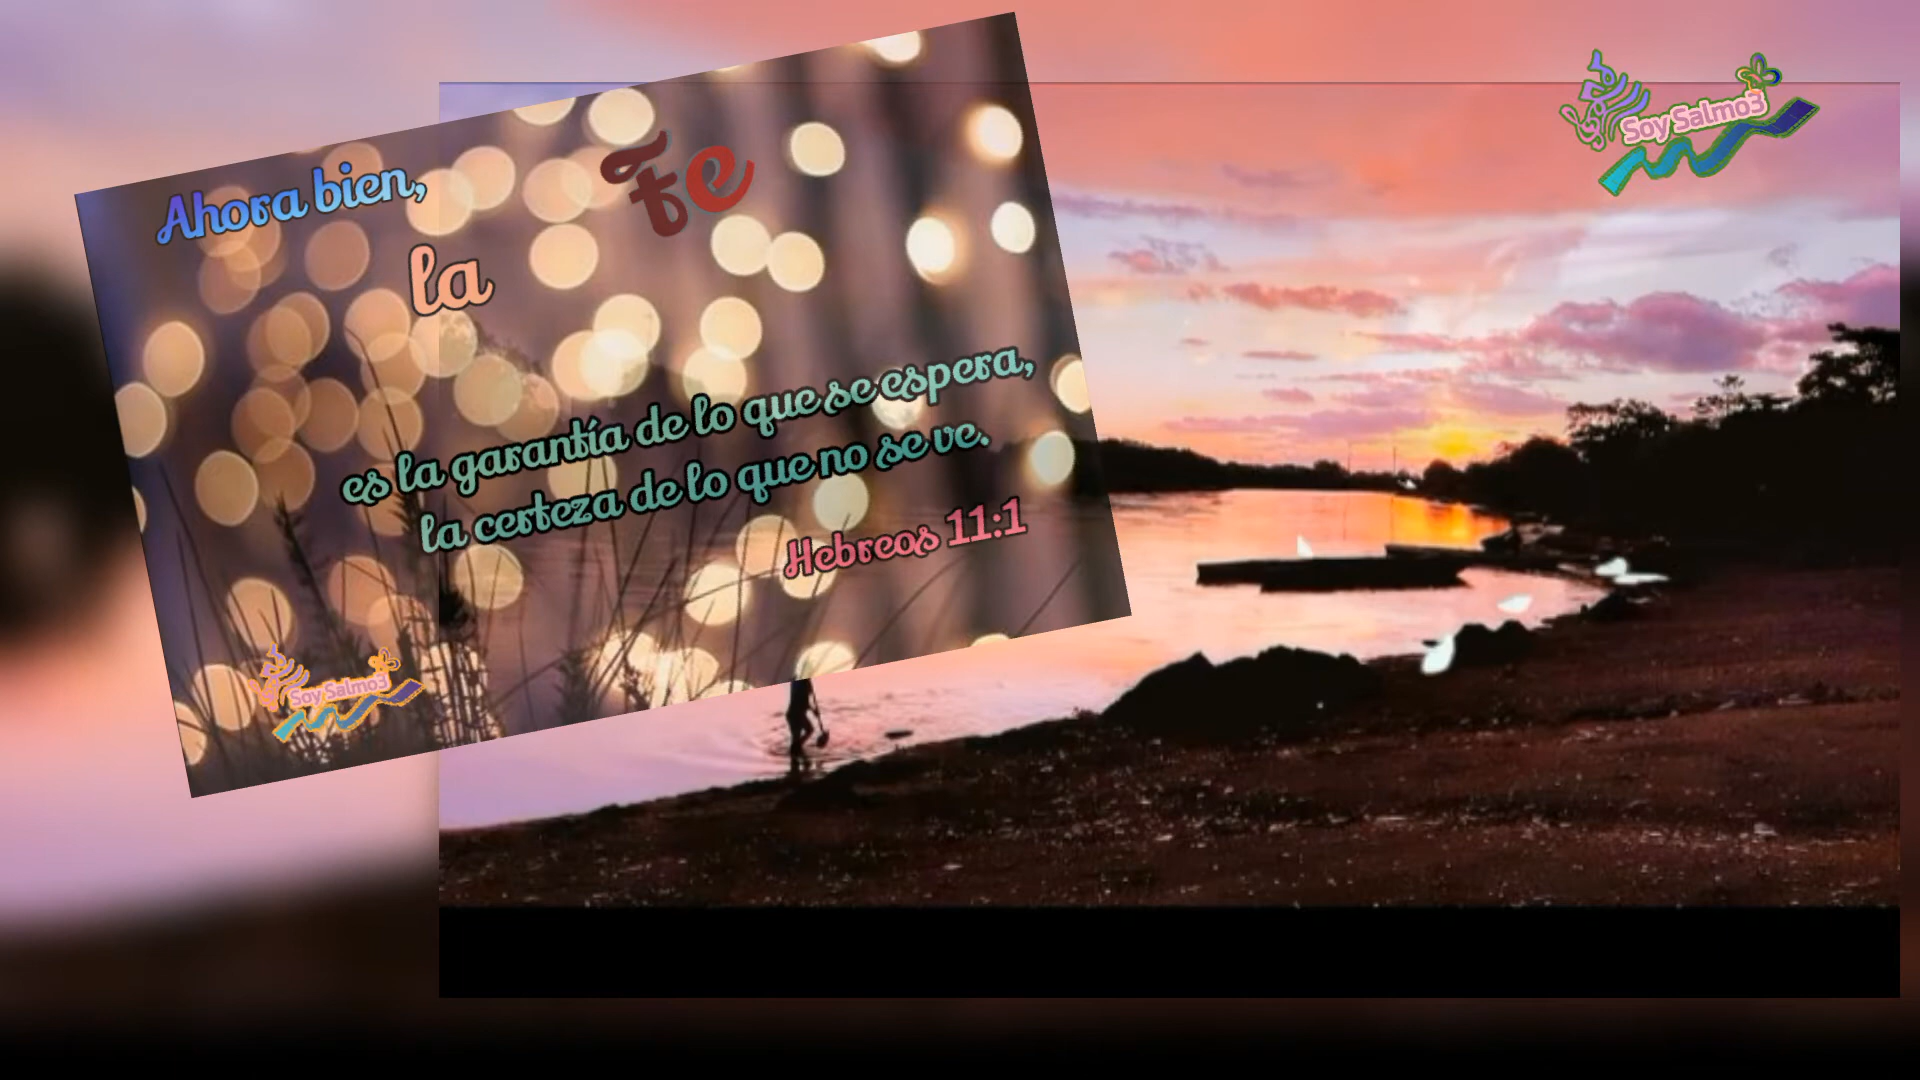 Ahora bien,
la
Fe
es la garantía de lo que se espera,
la certeza de lo que no se ve.
Hebreos 11:1
Soy Salmo3
Soy Salmo3